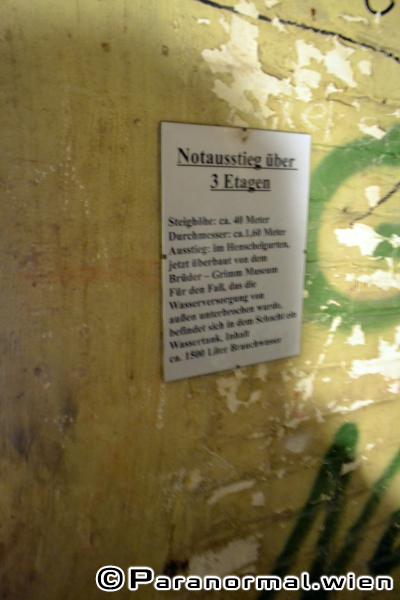 Notausstieg über
3 Etagen
Steighöhe: ca. 40 Meter
Durchmesser: ca.1,60 Meter
Ausstieg: im Henschelgarten,
jetzt überbaut von dem
Brüder – Grimm Museum
Für den Fall, das die
Wasserversorgung von
außen unterbrochen wurde,
befindet sich in dem Schacht ein
Wassertank, Inhalt
ca. 1500 Liter Brauchwasser
©Paranormal.wien